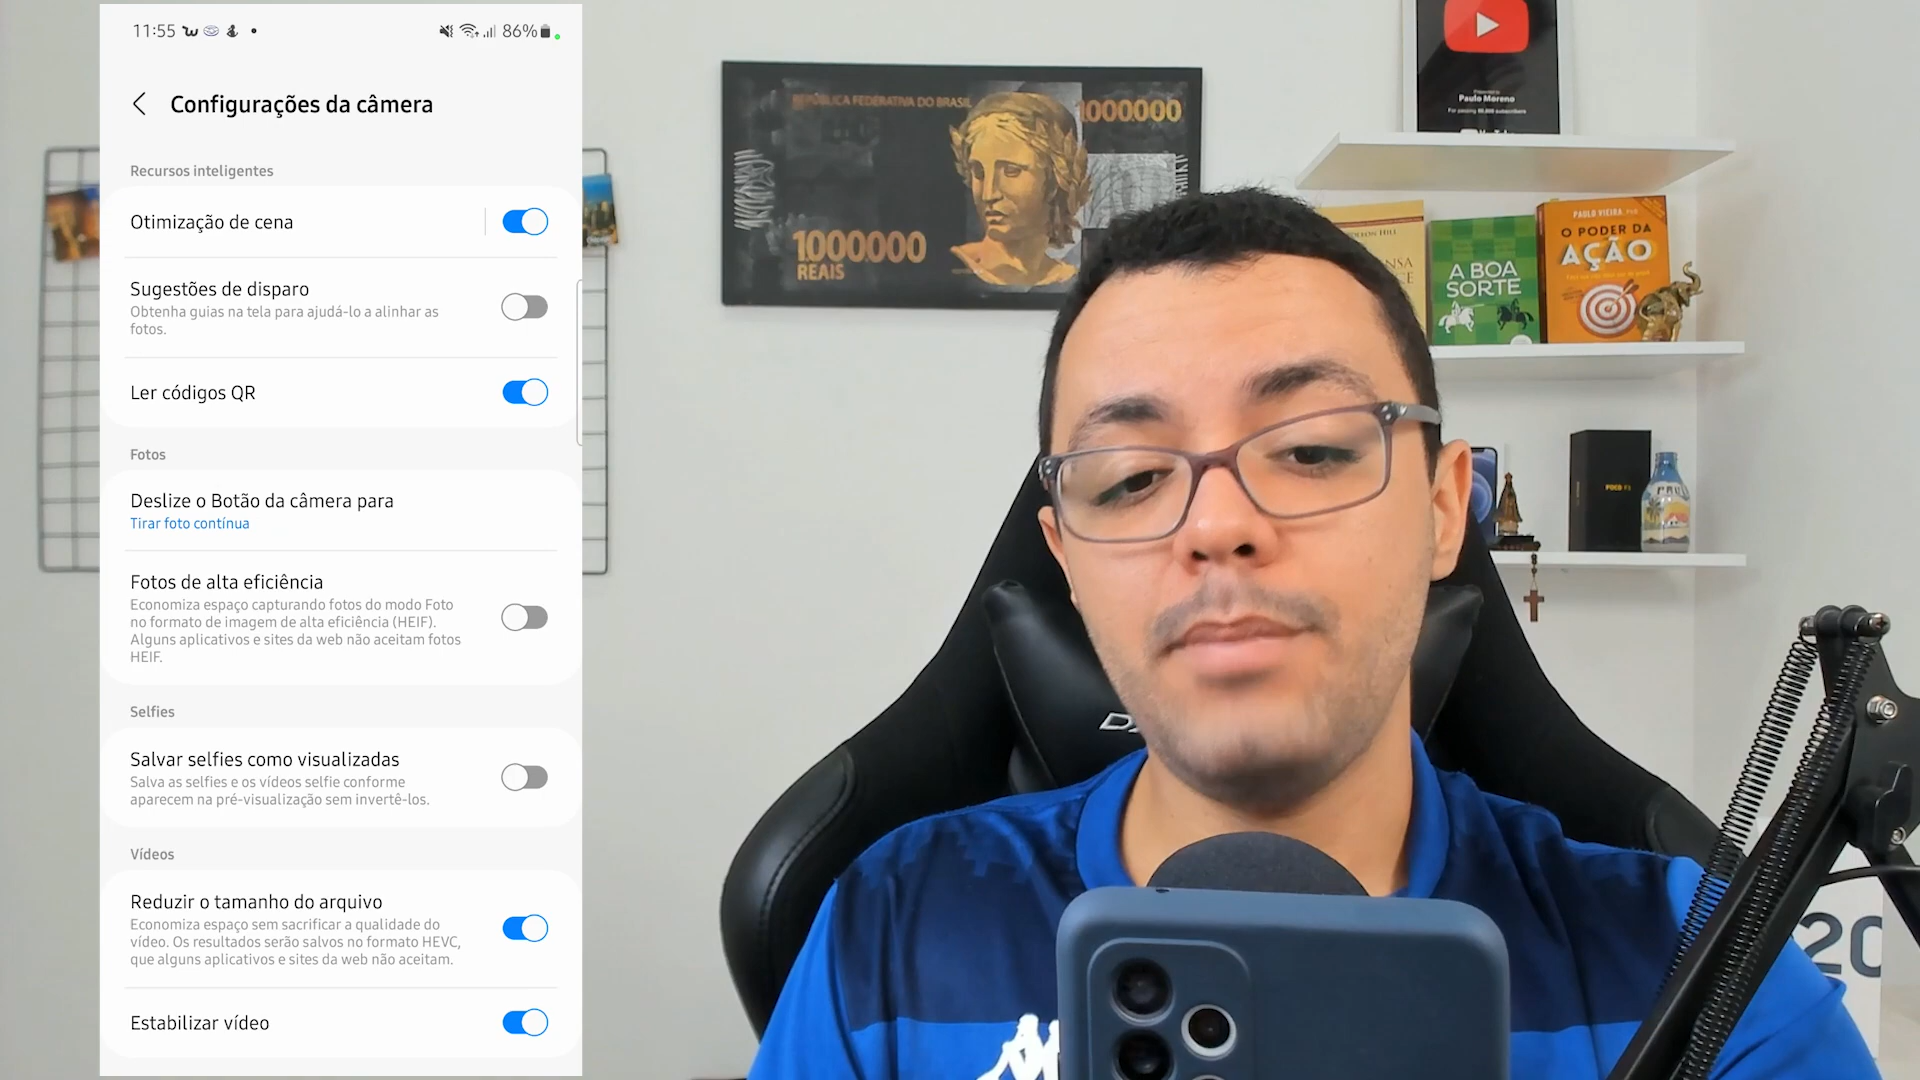 11:55
86%
Configurações da câmera
Recursos inteligentes
Otimização de cena
Sugestões de disparo
Obtenha guias na tela para ajudá-lo a alinhar as
fotos.
Ler códigos QR
Fotos
Deslize o Botão da câmera para
Tirar foto contínua
Fotos de alta eficiência
Economiza espaço capturando fotos do modo Foto
no formato de imagem de alta eficiência (HEIF).
Alguns aplicativos e sites da web não aceitam fotos
HEIF.
Selfies
Salvar selfies como visualizadas
Salva as selfies e os vídeos selfie conforme
aparecem na pré-visualização sem invertê-los.
Vídeos
Reduzir o tamanho do arquivo
Economiza espaço sem sacrificar a qualidade do
vídeo. Os resultados serão salvos no formato HEVC,
que alguns aplicativos e sites da web não aceitam.
Estabilizar vídeo
REPÚBLICA FEDERATIVA DO BRASIL
1000000
1000000
REAIS
Paulo Moreno
PAULO VIEIRA, PhD
O PODER DA
AÇÃO
A BOA
SORTE
POCO F3
20